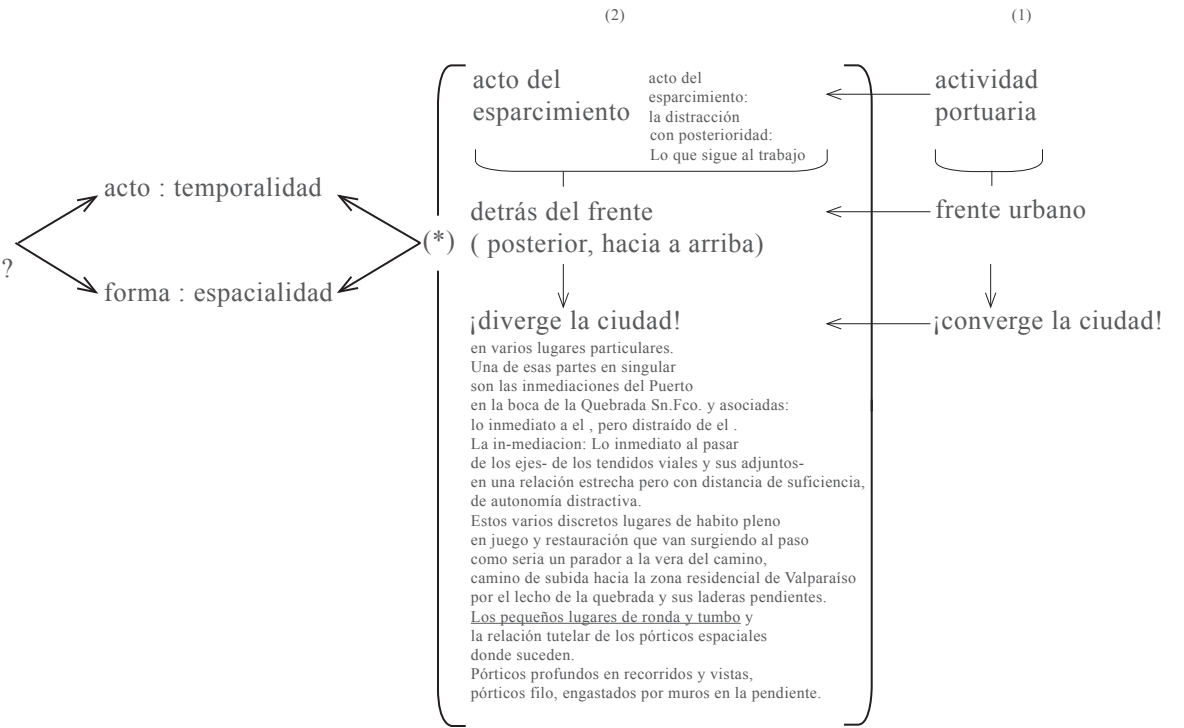 (2)
(1)
acto del
esparcimiento
acto del
esparcimiento:
la distracción
con posterioridad:
Lo que sigue al trabajo
actividad
portuaria
acto : temporalidad
?
forma : espacialidad
(*)
detrás del frente
( posterior, hacia a arriba)
frente urbano
¡diverge la ciudad!
¡converge la ciudad!
en varios lugares particulares.
Una de esas partes en singular
son las inmediaciones del Puerto
en la boca de la Quebrada Sn.Fco. y asociadas:
lo inmediato a el , pero distraído de el .
La in-mediacion: Lo inmediato al pasar
de los ejes- de los tendidos viales y sus adjuntos-
en una relación estrecha pero con distancia de suficiencia,
de autonomía distractiva.
Estos varios discretos lugares de habito pleno
en juego y restauración que van surgiendo al paso
como seria un parador a la vera del camino,
camino de subida hacia la zona residencial de Valparaíso
por el lecho de la quebrada y sus laderas pendientes.
Los pequeños lugares de ronda y tumbo y
la relación tutelar de los pórticos espaciales
donde suceden.
Pórticos profundos en recorridos y vistas,
pórticos filo, engastados por muros en la pendiente.